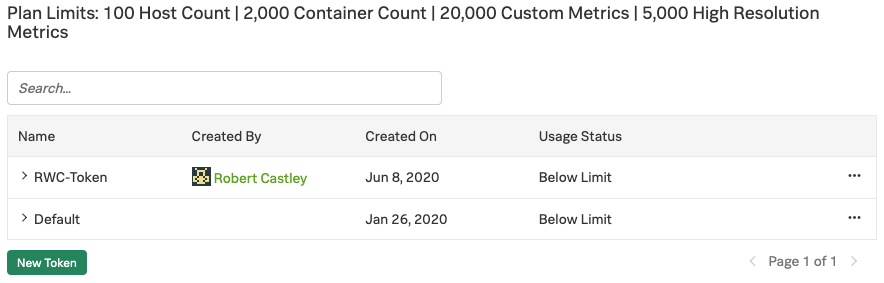 Plan Limits: 100 Host Count | 2,000 Container Count | 20,000 Custom Metrics | 5,000 High Resolution
Metrics
Search...
Name Created By Created On Usage Status
RWC-Token Robert Castley Jun 8, 2020 Below Limit
Default Jan 26, 2020 Below Limit
New Token Page 1 of 1